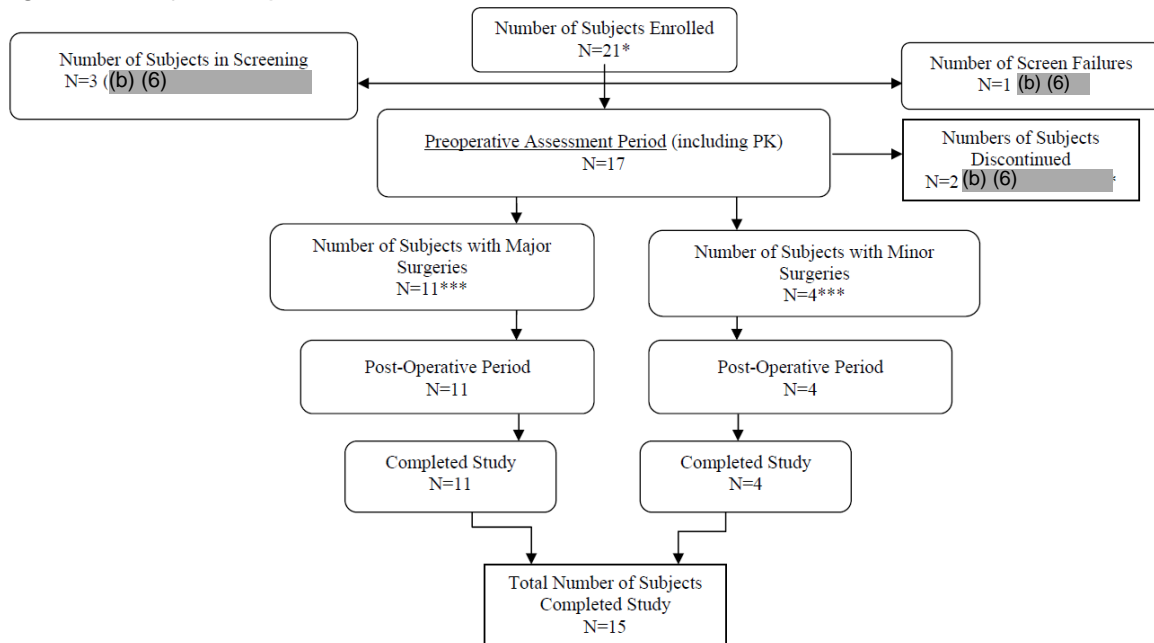 Number of Subjects Enrolled
N=21*
Number of Subjects in Screening
N=3 ((b) (6)
Number of Screen Failures
N=1 (b) (6)
Preoperative Assessment Period (including PK)
N=17
Numbers of Subjects
Discontinued
N=2 (b) (6)
Number of Subjects with Major
Surgeries
N=11***
Number of Subjects with Minor
Surgeries
N=4***
Post-Operative Period
N=11
Post-Operative Period
N=4
Completed Study
N=11
Completed Study
N=4
Total Number of Subjects
Completed Study
N=15